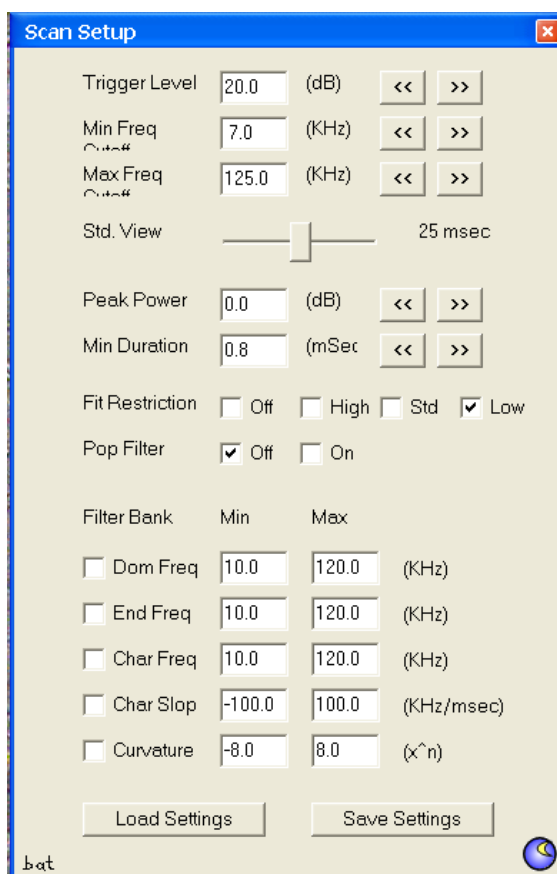 Scan Setup
Trigger Level 20.0 (dB) << >>
Min Freq 7.0 (KHz) << >>
Cutoff
Max Freq 125.0 (KHz) << >>
Cutoff
Std. View 25 msec
Peak Power 0.0 (dB) << >>
Min Duration 0.8 (mSec << >>
Fit Restriction Off High Std Low
Pop Filter Off On
Filter Bank Min Max
Dom Freq 10.0 120.0 (KHz)
End Freq 10.0 120.0 (KHz)
Char Freq 10.0 120.0 (KHz)
Char Slop -100.0 100.0 (KHz/msec)
Curvature -8.0 8.0 (x^n)
Load Settings Save Settings
bat